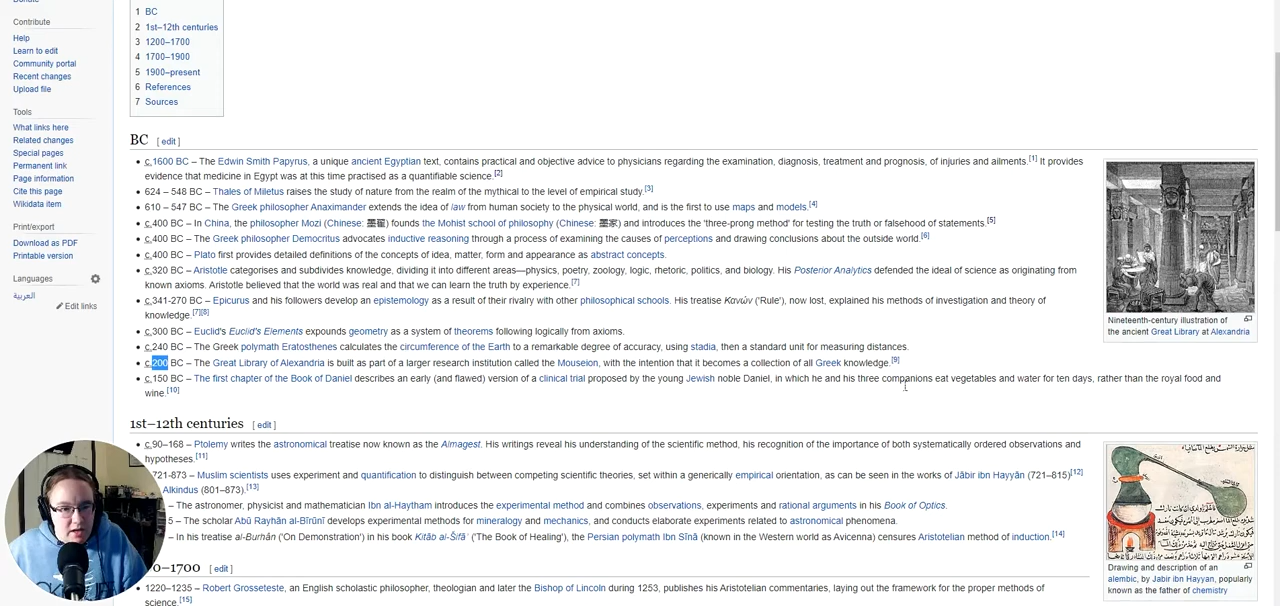 Contribute
Help
Learn to edit
Community portal
Recent changes
Upload file
Tools
What links here
Related changes
Special pages
Permanent link
Page information
Cite this page
Wikidata item
Print/export
Download as PDF
Printable version
Languages
العربية
Edit links
1 BC
2 1st–12th centuries
3 1200–1700
4 1700–1900
5 1900–present
6 References
7 Sources
BC [ edit ]
c.1600 BC – The Edwin Smith Papyrus, a unique ancient Egyptian text, contains practical and objective advice to physicians regarding the examination, diagnosis, treatment and prognosis, of injuries and ailments.[1] It provides
evidence that medicine in Egypt was at this time practised as a quantifiable science.[2]
624 – 548 BC – Thales of Miletus raises the study of nature from the realm of the mythical to the level of empirical study.[3]
610 – 547 BC – The Greek philosopher Anaximander extends the idea of law from human society to the physical world, and is the first to use maps and models.[4]
c.400 BC – In China, the philosopher Mozi (Chinese: 墨翟) founds the Mohist school of philosophy (Chinese: 墨家) and introduces the 'three-prong method' for testing the truth or falsehood of statements.[5]
c.400 BC – The Greek philosopher Democritus advocates inductive reasoning through a process of examining the causes of perceptions and drawing conclusions about the outside world.[6]
c.400 BC – Plato first provides detailed definitions of the concepts of idea, matter, form and appearance as abstract concepts.
c.320 BC – Aristotle categorises and subdivides knowledge, dividing it into different areas—physics, poetry, zoology, logic, rhetoric, politics, and biology. His Posterior Analytics defended the ideal of science as originating from
known axioms. Aristotle believed that the world was real and that we can learn the truth by experience.[7]
c.341-270 BC – Epicurus and his followers develop an epistemology as a result of their rivalry with other philosophical schools. His treatise Κανών ('Rule'), now lost, explained his methods of investigation and theory of
knowledge.[7][8]
c.300 BC – Euclid's Euclid's Elements expounds geometry as a system of theorems following logically from axioms.
c.240 BC – The Greek polymath Eratosthenes calculates the circumference of the Earth to a remarkable degree of accuracy, using stadia, then a standard unit for measuring distances.
c.200 BC – The Great Library of Alexandria is built as part of a larger research institution called the Mouseion, with the intention that it becomes a collection of all Greek knowledge.[9]
c.150 BC – The first chapter of the Book of Daniel describes an early (and flawed) version of a clinical trial proposed by the young Jewish noble Daniel, in which he and his three companions eat vegetables and water for ten days, rather than the royal food and
wine.[10]
Nineteenth-century illustration of
the ancient Great Library at Alexandria
1st–12th centuries [ edit ]
c.90–168 – Ptolemy writes the astronomical treatise now known as the Almagest. His writings reveal his understanding of the scientific method, his recognition of the importance of both systematically ordered observations and
hypotheses.[11]
721-873 – Muslim scientists uses experiment and quantification to distinguish between competing scientific theories, set within a generically empirical orientation, as can be seen in the works of Jābir ibn Hayyān (721–815)[12]
Alkindus (801–873).[13]
– The astronomer, physicist and mathematician Ibn al-Haytham introduces the experimental method and combines observations, experiments and rational arguments in his Book of Optics.
5 – The scholar Abū Rayhān al-Bīrūnī develops experimental methods for mineralogy and mechanics, and conducts elaborate experiments related to astronomical phenomena.
– In his treatise al-Burhān ('On Demonstration') in his book Kitāb al-Šifāʾ ('The Book of Healing'), the Persian polymath Ibn Sīnā (known in the Western world as Avicenna) censures Aristotelian method of induction.[14]
Drawing and description of an
alembic, by Jabir ibn Hayyan, popularly
known as the father of chemistry
0–1700 [ edit ]
1220–1235 – Robert Grosseteste, an English scholastic philosopher, theologian and later the Bishop of Lincoln during 1253, publishes his Aristotelian commentaries, laying out the framework for the proper methods of
science.[15]